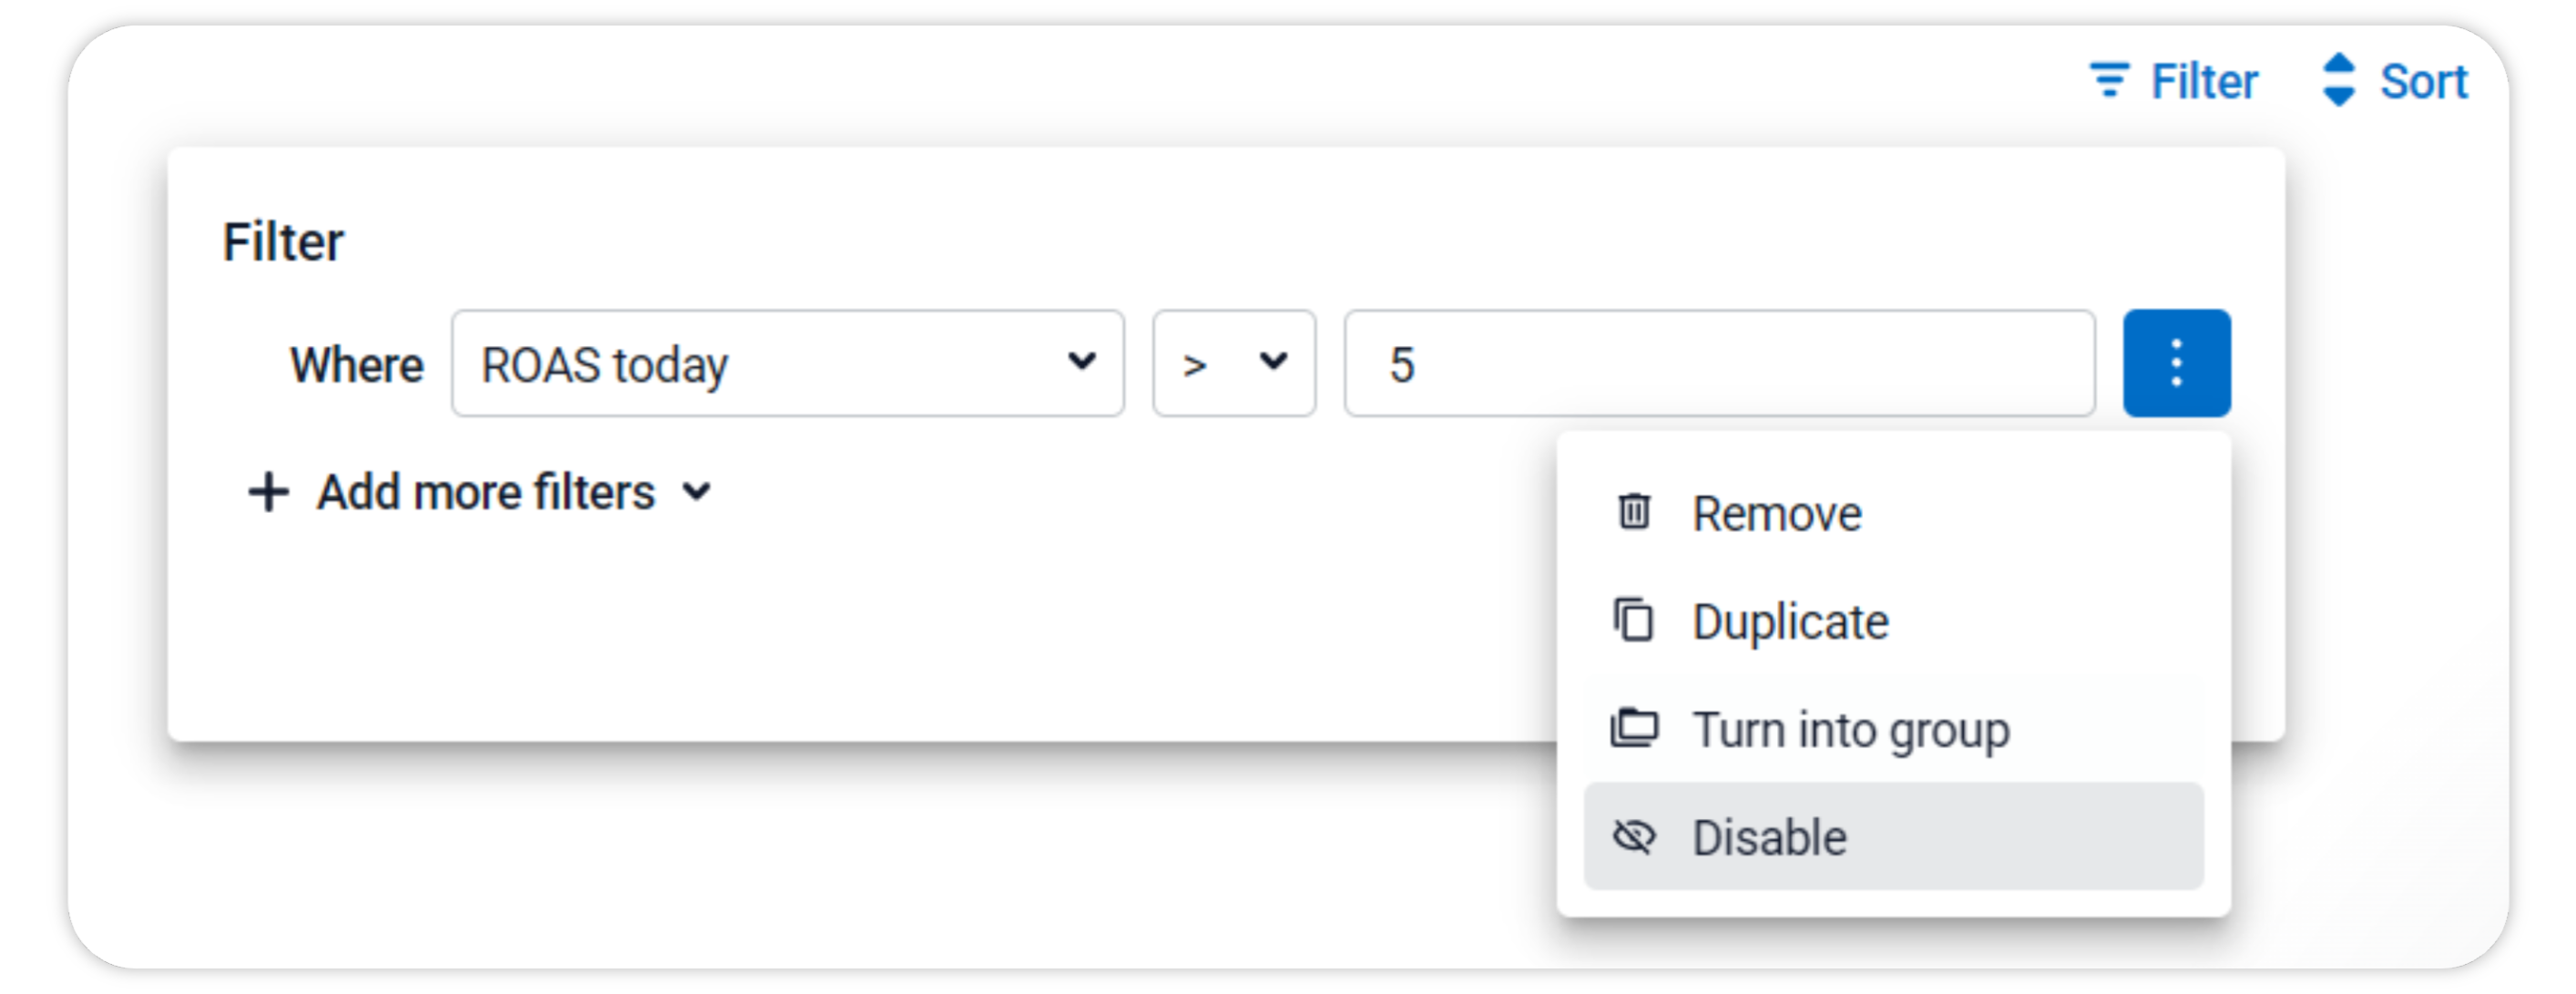 Filter Sort
Filter
Where ROAS today > 5
Add more filters
Remove
Duplicate
Turn into group
Disable